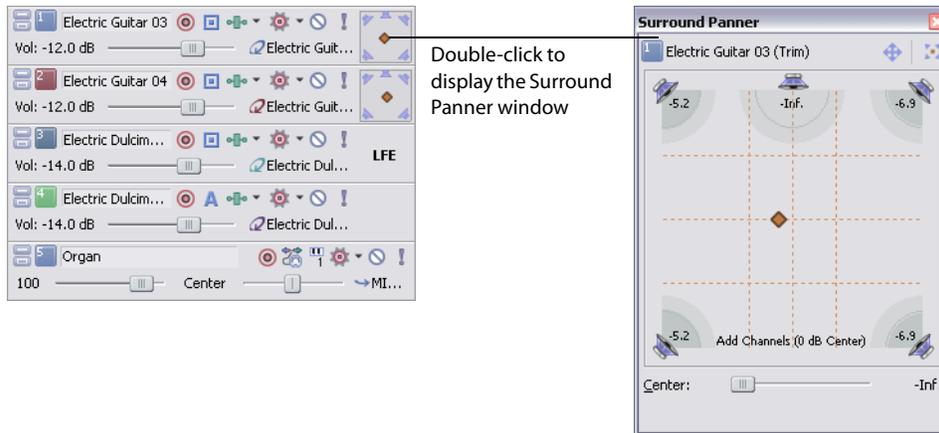 1 Electric Guitar 03
Vol: -12.0 dB Electric Guit...
2 Electric Guitar 04
Vol: -12.0 dB Electric Guit...
3 Electric Dulcim...
Vol: -14.0 dB Electric Dul...
LFE
4 Electric Dulcim... A
Vol: -14.0 dB Electric Dul...
5 Organ 1
100 Center MI...
Double-click to
display the Surround
Panner window
Surround Panner
1 Electric Guitar 03 (Trim)
-5.2 -Inf. -6.9
-5.2 Add Channels (0 dB Center) -6.9
Center: -Inf